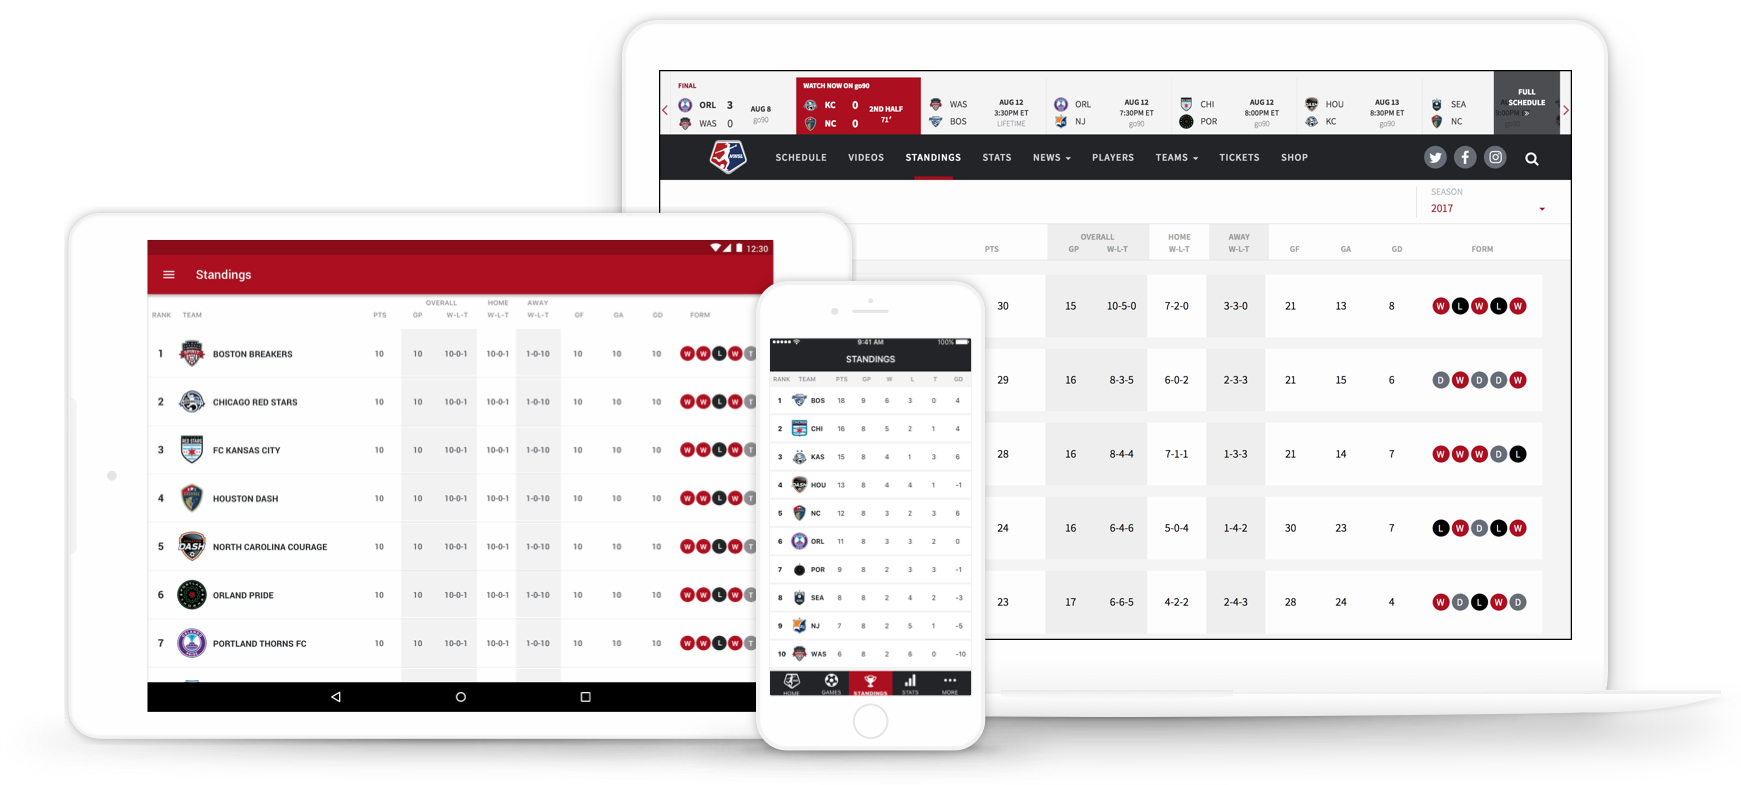 FINAL
ORL 3
WAS 0
AUG 8
go90
WATCH NOW ON go90
KC 0
NC 0
2ND HALF
71'
WAS
BOS
AUG 12
3:30PM ET
LIFETIME
ORL
NJ
AUG 12
7:30PM ET
go90
CHI
POR
AUG 12
8:00PM ET
go90
HOU
KC
AUG 13
8:30PM ET
go90
SEA
NC
FULL
SCHEDULE
NWSL
SCHEDULE VIDEOS STANDINGS STATS NEWS PLAYERS TEAMS TICKETS SHOP
SEASON
2017
OVERALL HOME AWAY
PTS GP W-L-T W-L-T W-L-T GF GA GD FORM
30 15 10-5-0 7-2-0 3-3-0 21 13 8 W L W L W
29 16 8-3-5 6-0-2 2-3-3 21 15 6 D W D D W
28 16 8-4-4 7-1-1 1-3-3 21 14 7 W W W D L
24 16 6-4-6 5-0-4 1-4-2 30 23 7 L W D L W
23 17 6-6-5 4-2-2 2-4-3 28 24 4 W D L W D
12:30
Standings
OVERALL HOME AWAY
RANK TEAM PTS GP W-L-T W-L-T W-L-T GF GA GD FORM
1 BOSTON BREAKERS 10 10 10-0-1 10-0-1 1-0-10 10 10 10 W W L W T
2 CHICAGO RED STARS 10 10 10-0-1 10-0-1 1-0-10 10 10 10 W W L W T
3 FC KANSAS CITY 10 10 10-0-1 10-0-1 1-0-10 10 10 10 W W L W T
4 HOUSTON DASH 10 10 10-0-1 10-0-1 1-0-10 10 10 10 W W L W T
5 NORTH CAROLINA COURAGE 10 10 10-0-1 10-0-1 1-0-10 10 10 10 W W L W T
6 ORLAND PRIDE 10 10 10-0-1 10-0-1 1-0-10 10 10 10 W W L W T
7 PORTLAND THORNS FC 10 10 10-0-1 10-0-1 1-0-10 10 10 10 W W L W T
9:41 AM 100%
STANDINGS
RANK TEAM PTS GP W L T GD
1 BOS 18 9 6 3 0 4
2 CHI 16 8 5 2 1 4
3 KAS 15 8 4 1 3 6
4 HOU 13 8 4 4 1 -1
5 NC 12 8 3 2 3 6
6 ORL 11 8 3 3 2 0
7 POR 9 8 2 3 3 -1
8 SEA 8 8 2 4 2 -3
9 NJ 7 8 2 5 1 -5
10 WAS 6 8 2 6 0 -10
HOME GAMES STANDINGS STATS MORE